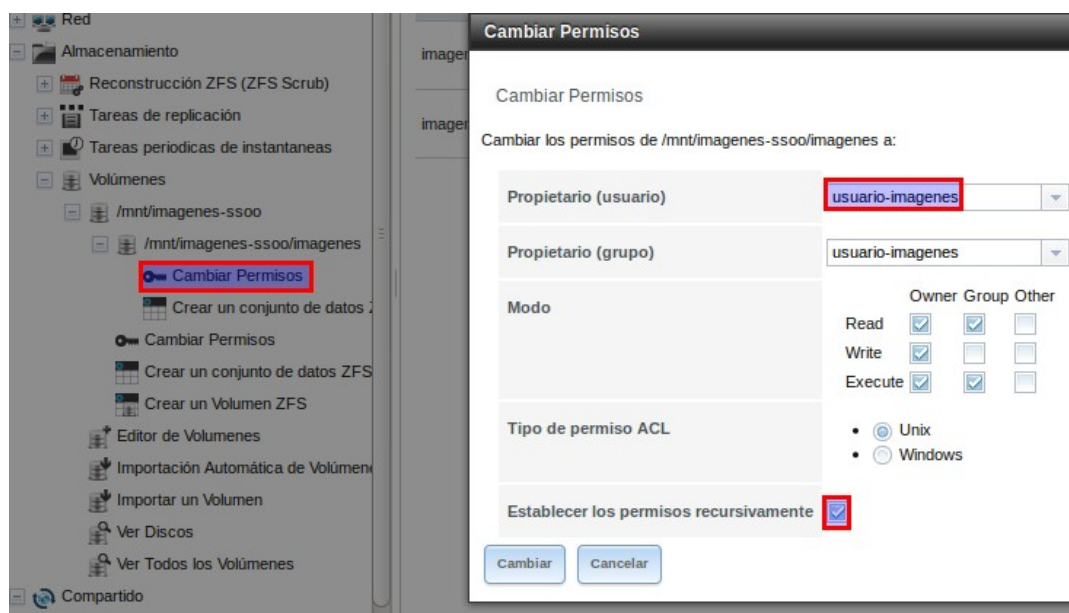 Red
Almacenamiento
Reconstrucción ZFS (ZFS Scrub)
Tareas de replicación
Tareas periodicas de instantaneas
Volúmenes
/mnt/imagenes-ssoo
/mnt/imagenes-ssoo/imagenes
Cambiar Permisos
Crear un conjunto de datos
Cambiar Permisos
Crear un conjunto de datos ZFS
Crear un Volumen ZFS
Editor de Volumenes
Importación Automática de Volúmene
Importar un Volumen
Ver Discos
Ver Todos los Volúmenes
Compartido
imagen
imagen
Cambiar Permisos
Cambiar Permisos
Cambiar los permisos de /mnt/imagenes-ssoo/imagenes a:
Propietario (usuario) usuario-imagenes
Propietario (grupo) usuario-imagenes
Modo
Owner Group Other
Read
Write
Execute
Tipo de permiso ACL
• Unix
• Windows
Establecer los permisos recursivamente
Cambiar Cancelar